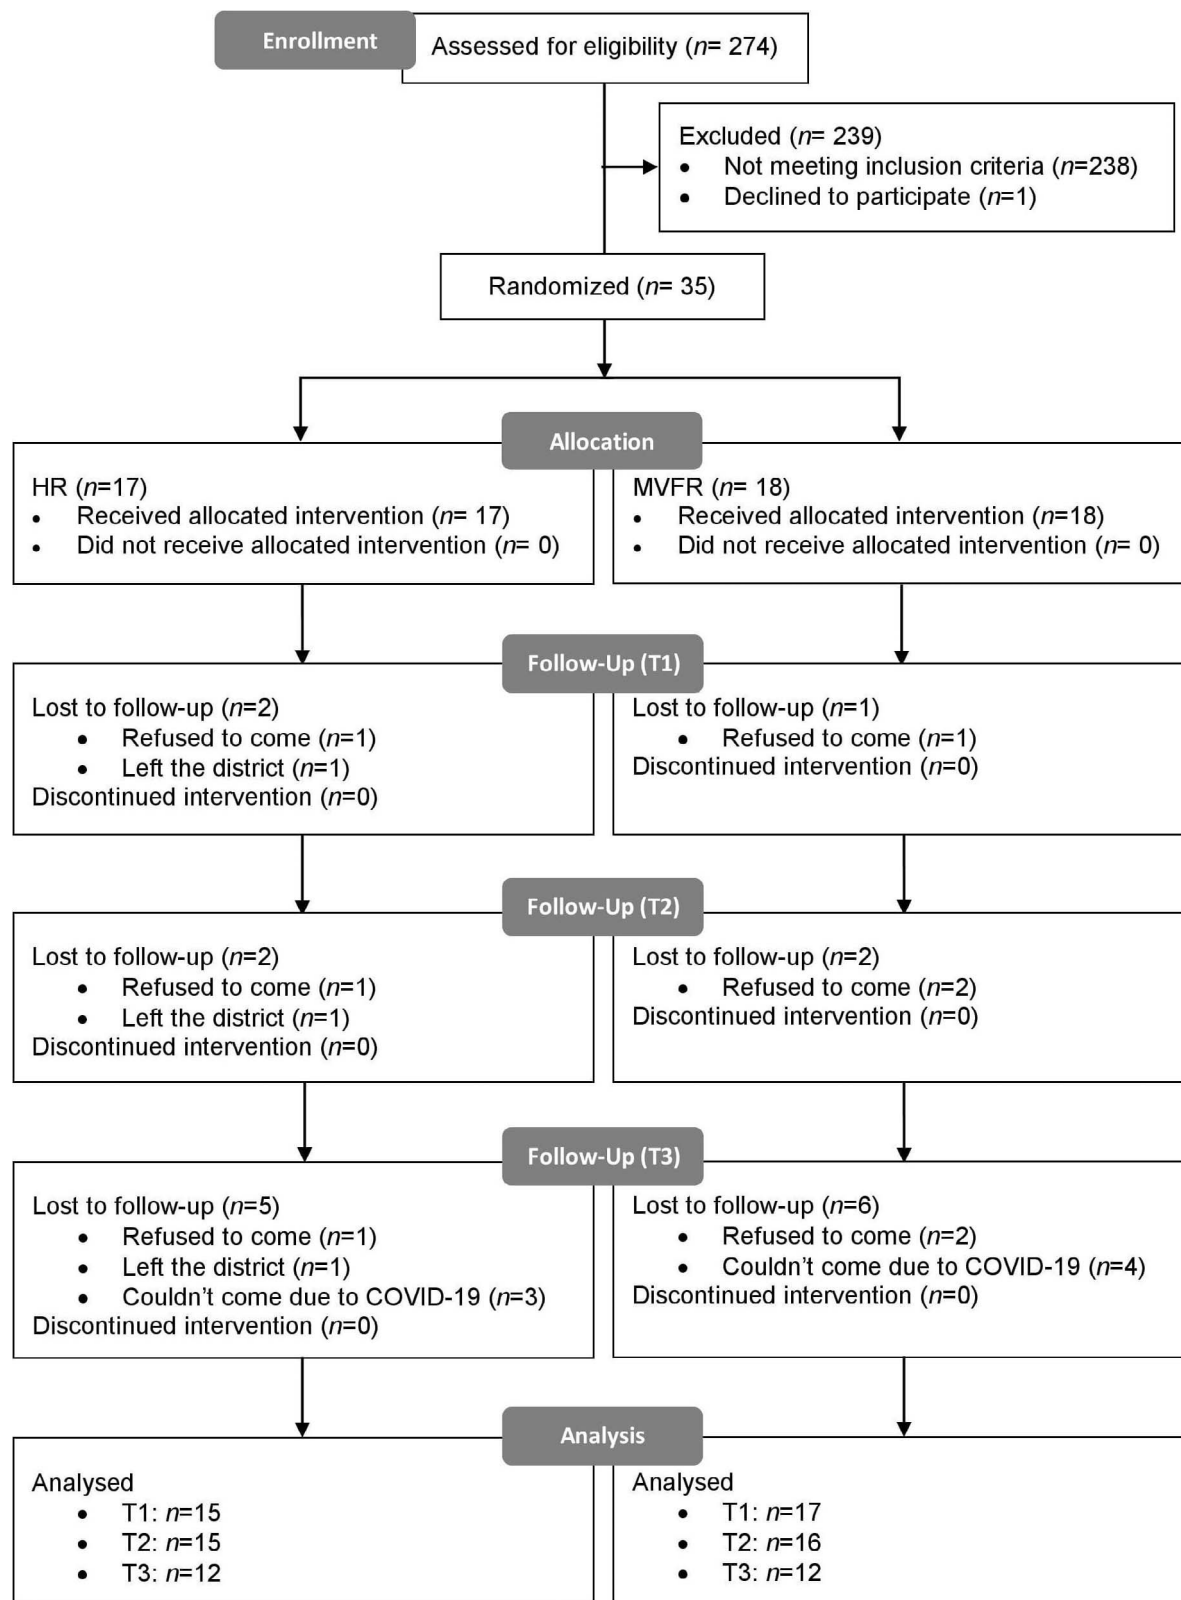 Enrollment
Assessed for eligibility (n= 274)
Excluded (n= 239)
• Not meeting inclusion criteria (n=238)
• Declined to participate (n=1)
Randomized (n= 35)
Allocation
HR (n=17)
• Received allocated intervention (n= 17)
• Did not receive allocated intervention (n= 0)
MVFR (n= 18)
• Received allocated intervention (n=18)
• Did not receive allocated intervention (n= 0)
Follow-Up (T1)
Lost to follow-up (n=2)
• Refused to come (n=1)
• Left the district (n=1)
Discontinued intervention (n=0)
Lost to follow-up (n=1)
• Refused to come (n=1)
Discontinued intervention (n=0)
Follow-Up (T2)
Lost to follow-up (n=2)
• Refused to come (n=1)
• Left the district (n=1)
Discontinued intervention (n=0)
Lost to follow-up (n=2)
• Refused to come (n=2)
Discontinued intervention (n=0)
Follow-Up (T3)
Lost to follow-up (n=5)
• Refused to come (n=1)
• Left the district (n=1)
• Couldn’t come due to COVID-19 (n=3)
Discontinued intervention (n=0)
Lost to follow-up (n=6)
• Refused to come (n=2)
• Couldn’t come due to COVID-19 (n=4)
Discontinued intervention (n=0)
Analysis
Analysed
• T1: n=15
• T2: n=15
• T3: n=12
Analysed
• T1: n=17
• T2: n=16
• T3: n=12